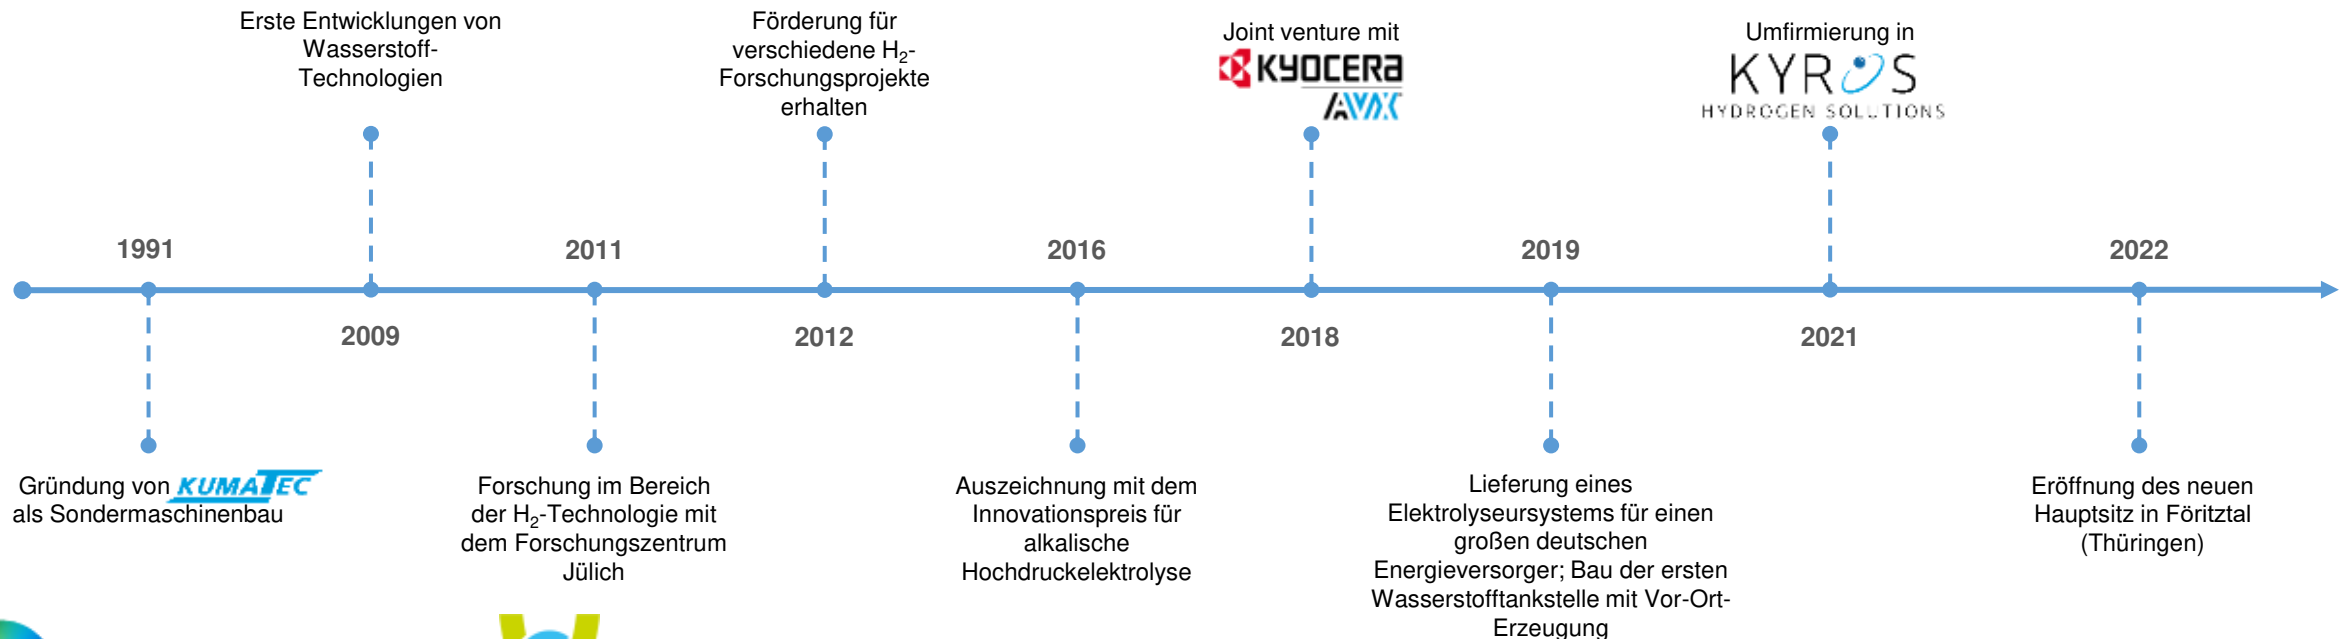 1991
Gründung von KUMATEC
als Sondermaschinenbau
Erste Entwicklungen von
Wasserstoff-
Technologien
2009
2011
Forschung im Bereich
der H₂-Technologie mit
dem Forschungszentrum
Jülich
Förderung für
verschiedene H₂-
Forschungsprojekte
erhalten
2012
2016
Auszeichnung mit dem
Innovationspreis für
alkalische
Hochdruckelektrolyse
Joint venture mit
KYOCERA
AVX
2018
2019
Lieferung eines
Elektrolyseursystems für einen
großen deutschen
Energieversorger; Bau der ersten
Wasserstofftankstelle mit Vor-Ort-
Erzeugung
Umfirmierung in
KYROS
HYDROGEN SOLUTIONS
2021
2022
Eröffnung des neuen
Hauptsitz in Föritztal
(Thüringen)